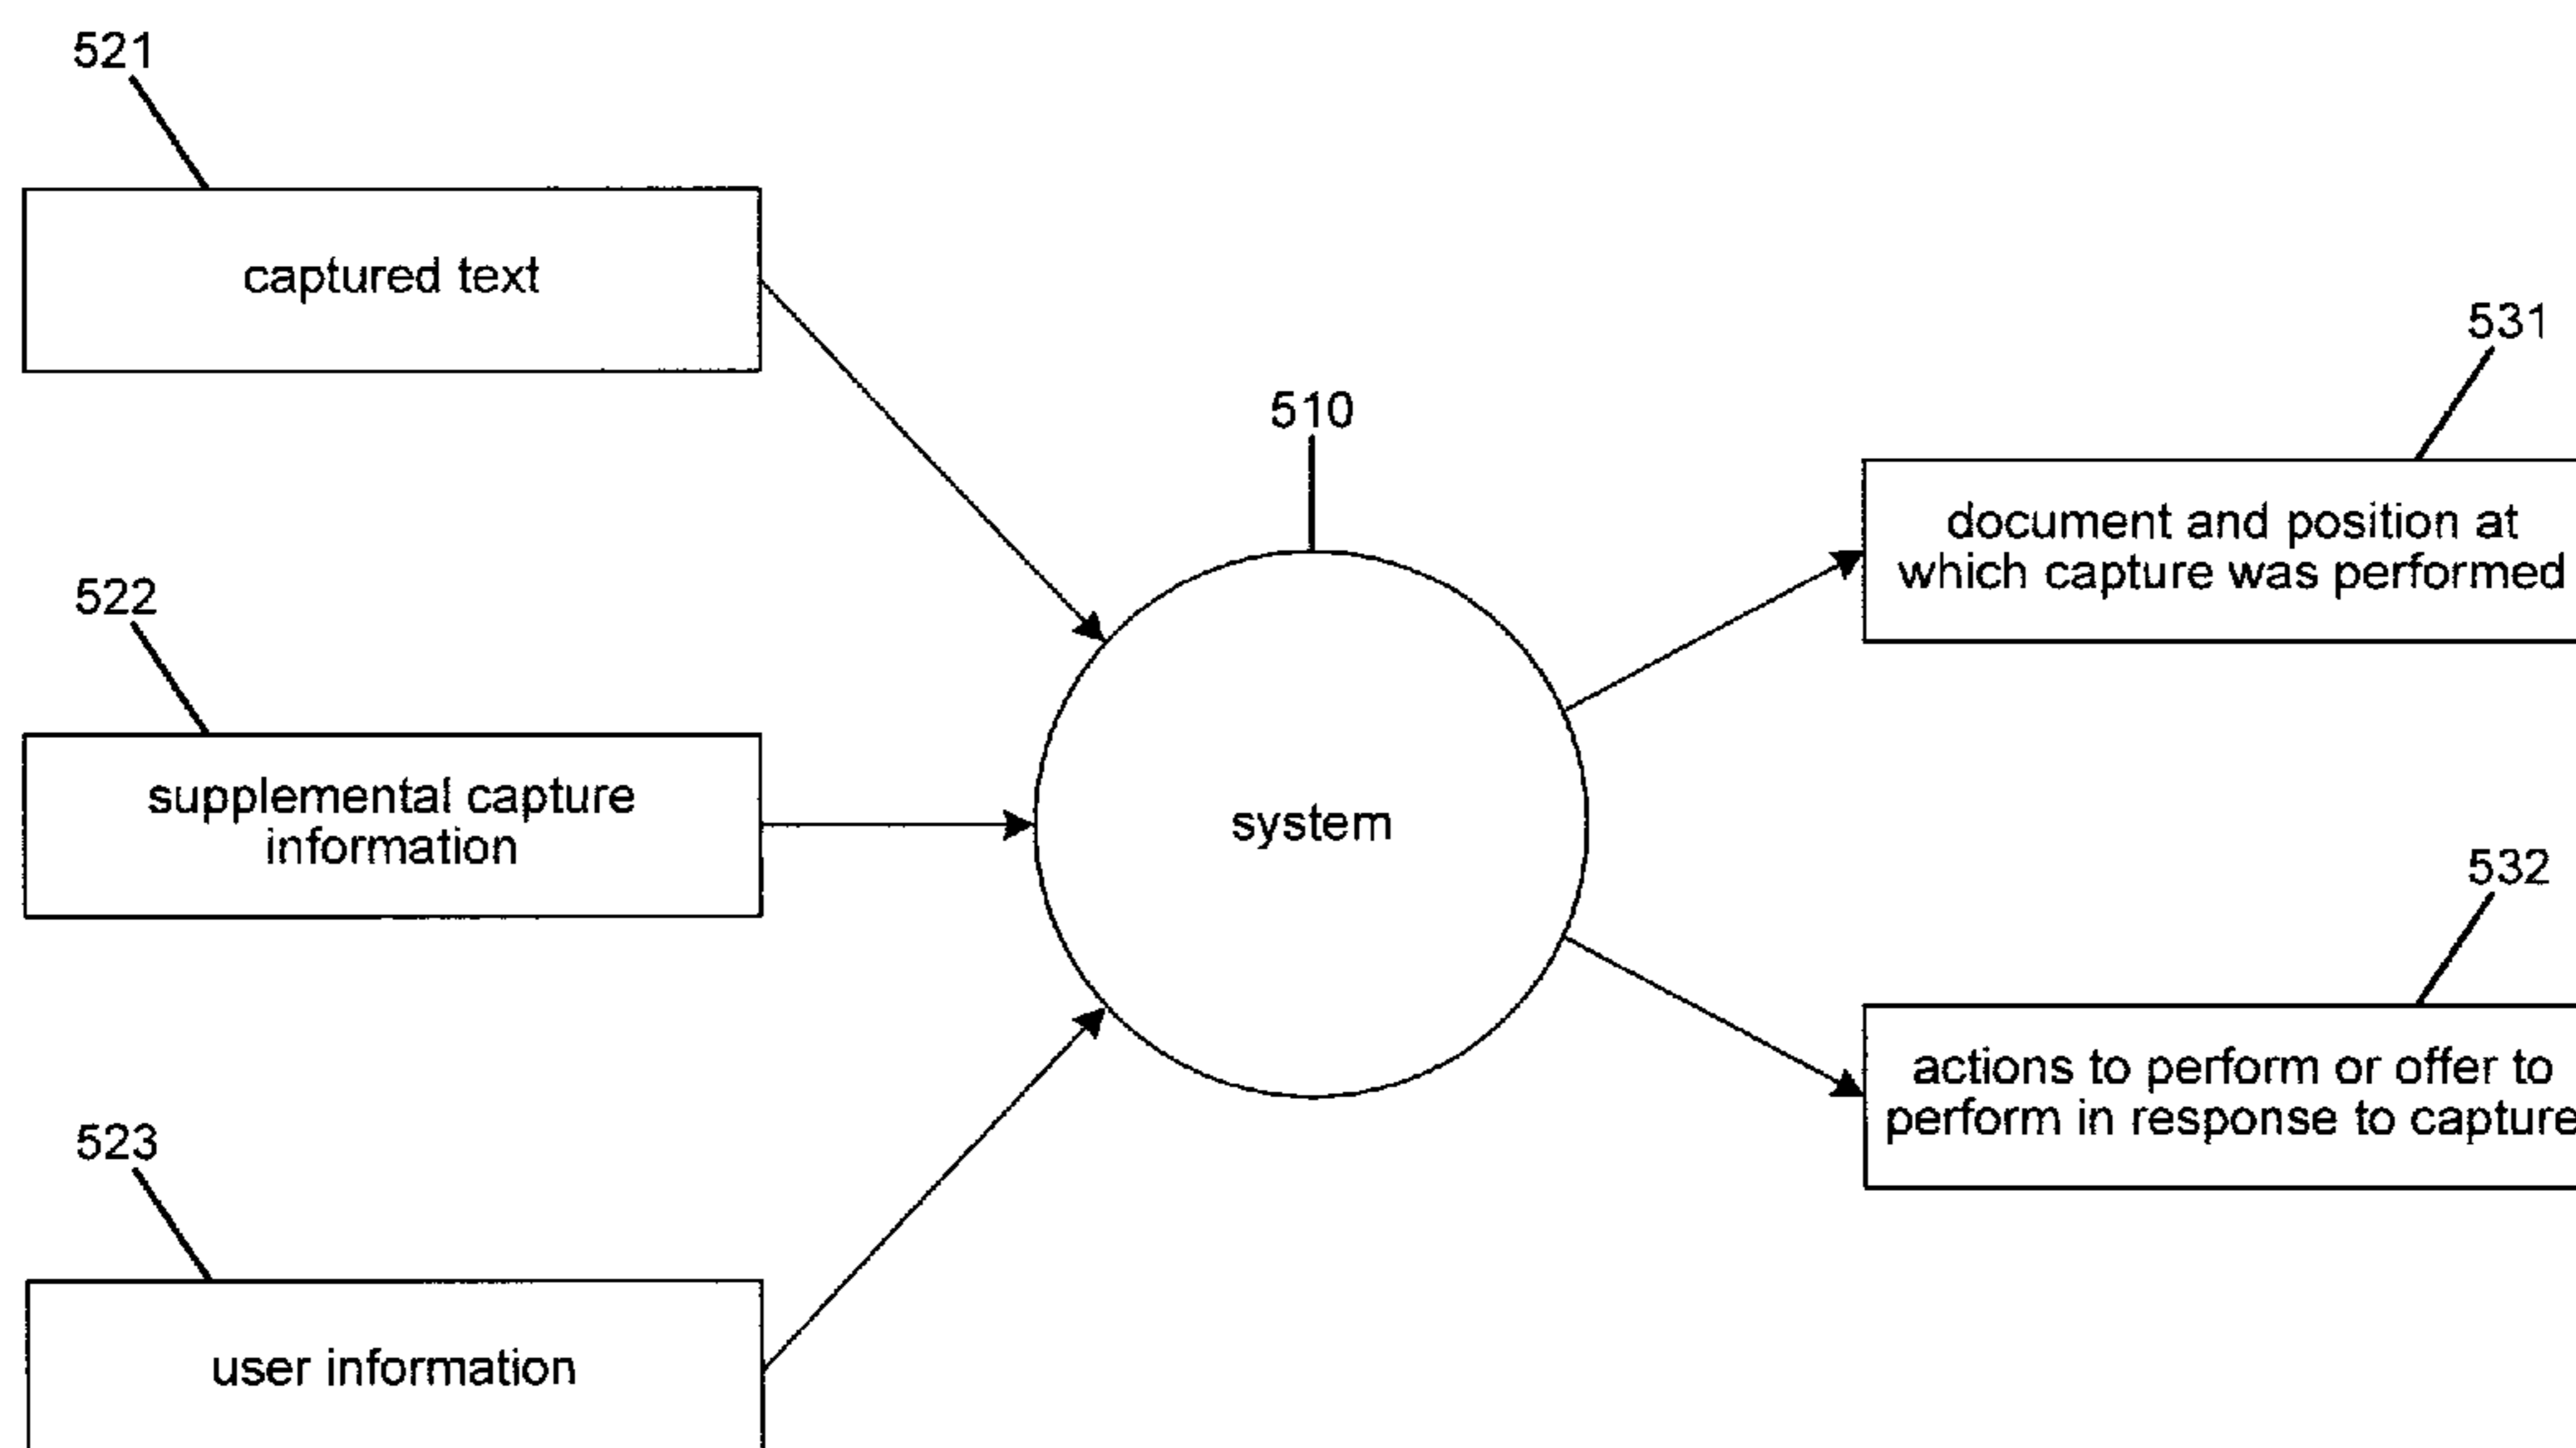 521
captured text
522
supplemental capture
information
523
user information
510
system
531
document and position at
which capture was performed
532
actions to perform or offer to
perform in response to capture